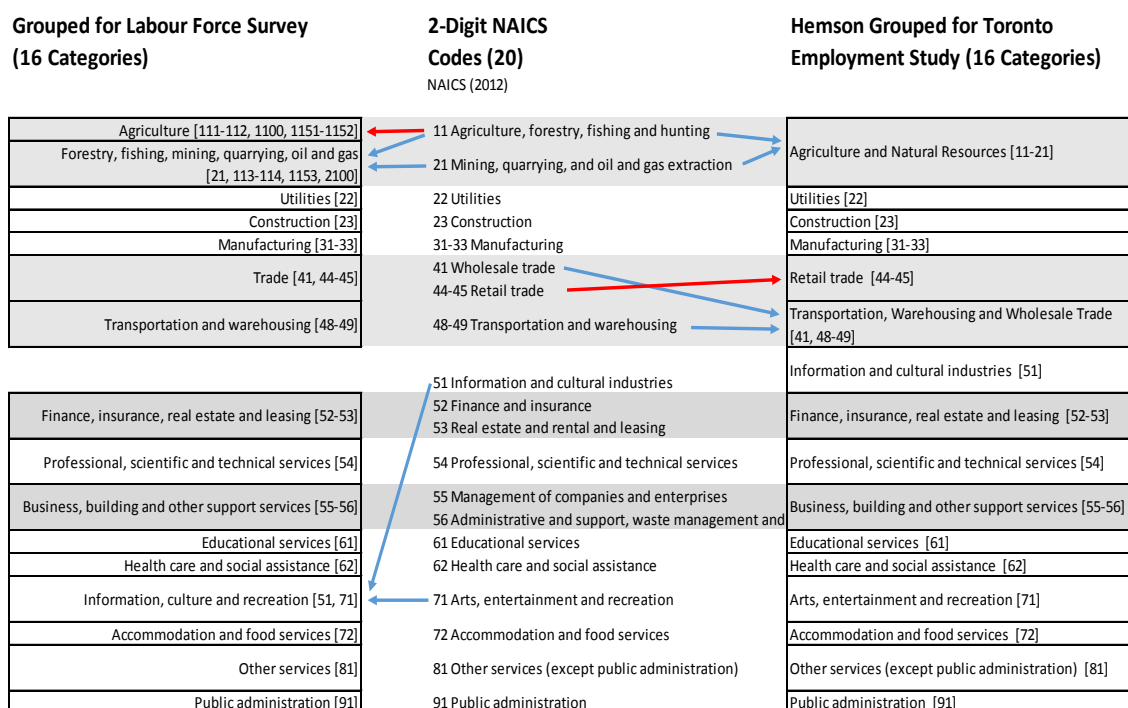 Grouped for Labour Force Survey
(16 Categories)
2-Digit NAICS
Codes (20)
NAICS (2012)
Hemson Grouped for Toronto
Employment Study (16 Categories)
Agriculture [111-112, 1100, 1151-1152]
Forestry, fishing, mining, quarrying, oil and gas
[21, 113-114, 1153, 2100]
Utilities [22]
Construction [23]
Manufacturing [31-33]
Trade [41, 44-45]
Transportation and warehousing [48-49]
Finance, insurance, real estate and leasing [52-53]
Professional, scientific and technical services [54]
Business, building and other support services [55-56]
Educational services [61]
Health care and social assistance [62]
Information, culture and recreation [51, 71]
Accommodation and food services [72]
Other services [81]
Public administration [91]
11 Agriculture, forestry, fishing and hunting
21 Mining, quarrying, and oil and gas extraction
22 Utilities
23 Construction
31-33 Manufacturing
41 Wholesale trade
44-45 Retail trade
48-49 Transportation and warehousing
51 Information and cultural industries
52 Finance and insurance
53 Real estate and rental and leasing
54 Professional, scientific and technical services
55 Management of companies and enterprises
56 Administrative and support, waste management and
61 Educational services
62 Health care and social assistance
71 Arts, entertainment and recreation
72 Accommodation and food services
81 Other services (except public administration)
91 Public administration
Agriculture and Natural Resources [11-21]
Utilities [22]
Construction [23]
Manufacturing [31-33]
Retail trade [44-45]
Transportation, Warehousing and Wholesale Trade
[41, 48-49]
Information and cultural industries [51]
Finance, insurance, real estate and leasing [52-53]
Professional, scientific and technical services [54]
Business, building and other support services [55-56]
Educational services [61]
Health care and social assistance [62]
Arts, entertainment and recreation [71]
Accommodation and food services [72]
Other services (except public administration) [81]
Public administration [91]